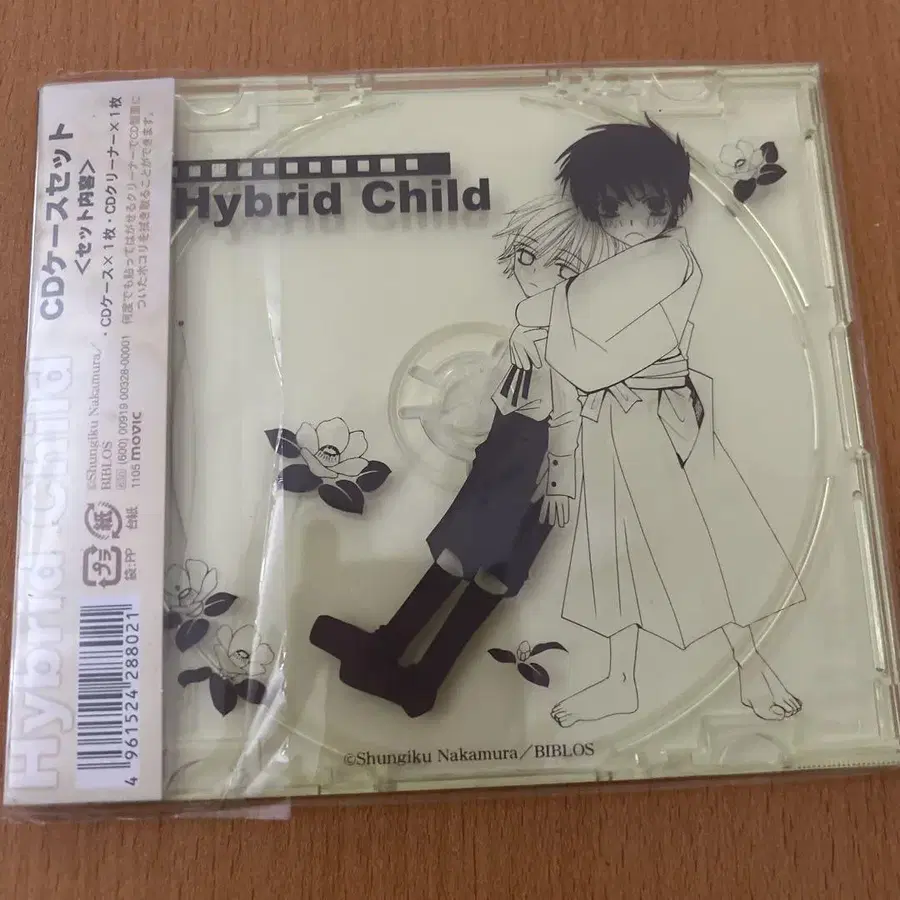 Hybrid Child
©Shungiku Nakamura／BIBLOS
Hybrid Child
CDケースセット
＜セット内容＞
・CDケース×1枚・CDクリーナー×1枚
何度でも貼ってはがせるクリーナーでCD盤面に
ついたホコリを拭き取ることができます。
©Shungiku Nakamura／
BIBLOS
(600) 00919 00328-00001
1105 movic
プラ
紙
袋:PP
台紙
4 961524 288021